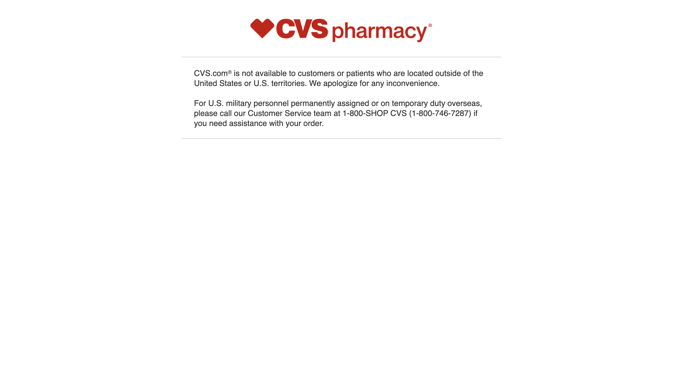 CVS pharmacy®
CVS.com® is not available to customers or patients who are located outside of the
United States or U.S. territories. We apologize for any inconvenience.
For U.S. military personnel permanently assigned or on temporary duty overseas,
please call our Customer Service team at 1-800-SHOP CVS (1-800-746-7287) if
you need assistance with your order.